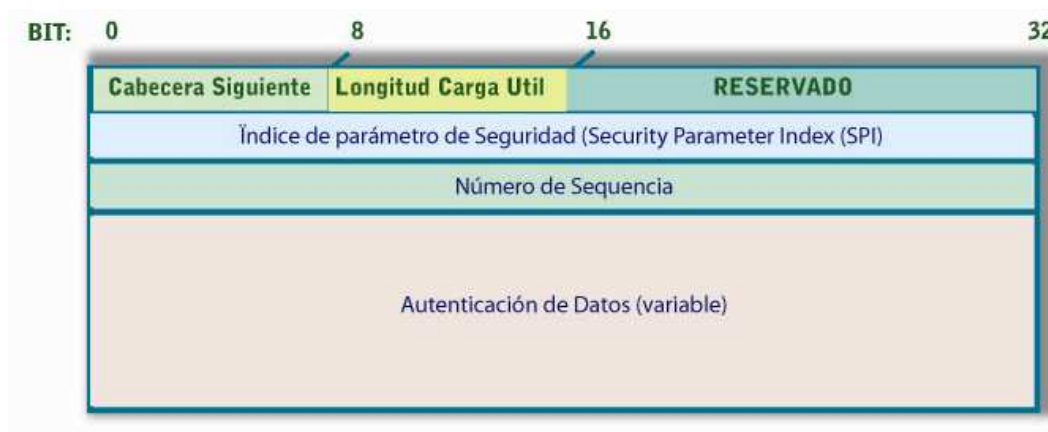 BIT: 0 8 16 32
Cabecera Siguiente Longitud Carga Util RESERVADO
Ïndice de parámetro de Seguridad (Security Parameter Index (SPI)
Número de Sequencia
Autenticación de Datos (variable)